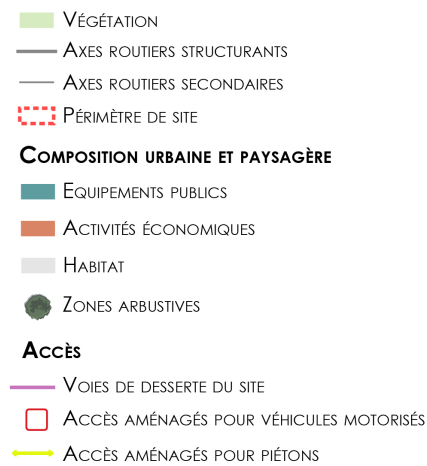 Végétation
Axes routiers structurants
Axes routiers secondaires
Périmètre de site
Composition urbaine et paysagère
Equipements publics
Activités économiques
Habitat
Zones arbustives
Accès
Voies de desserte du site
Accès aménagés pour véhicules motorisés
Accès aménagés pour piétons